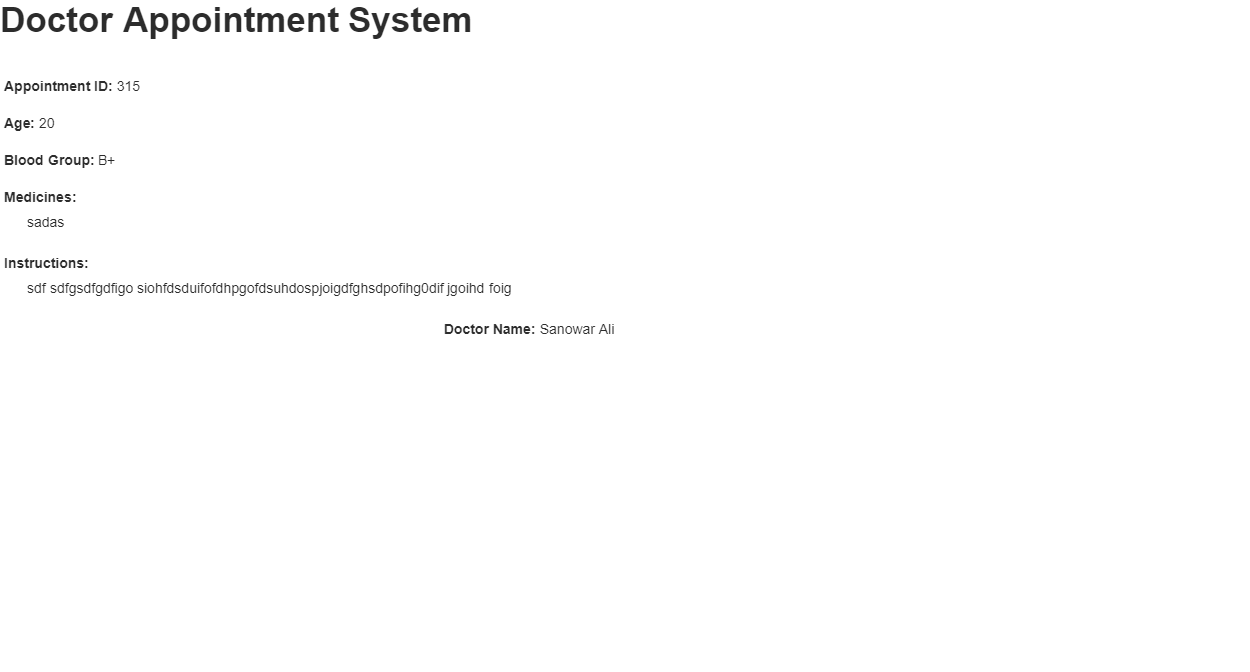 Doctor Appointment System
Appointment ID: 315
Age: 20
Blood Group: B+
Medicines:
sadas
Instructions:
sdf sdfgsdfgdfigo siohfdsduifofdhpgofdsuhdospjoigdfghsdpofihg0dif jgoihd foig
Doctor Name: Sanowar Ali